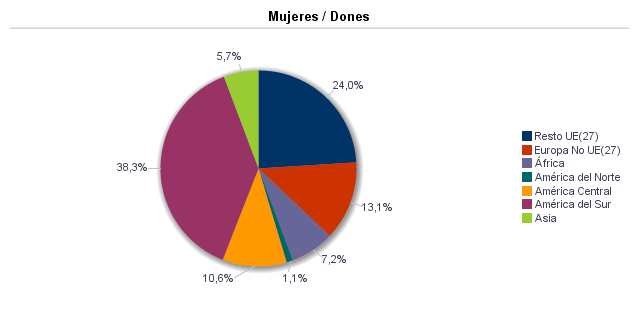 Mujeres / Dones
5,7%
24,0%
38,3%
13,1%
7,2%
10,6%
1,1%
Resto UE(27)
Europa No UE(27)
África
América del Norte
América Central
América del Sur
Asia